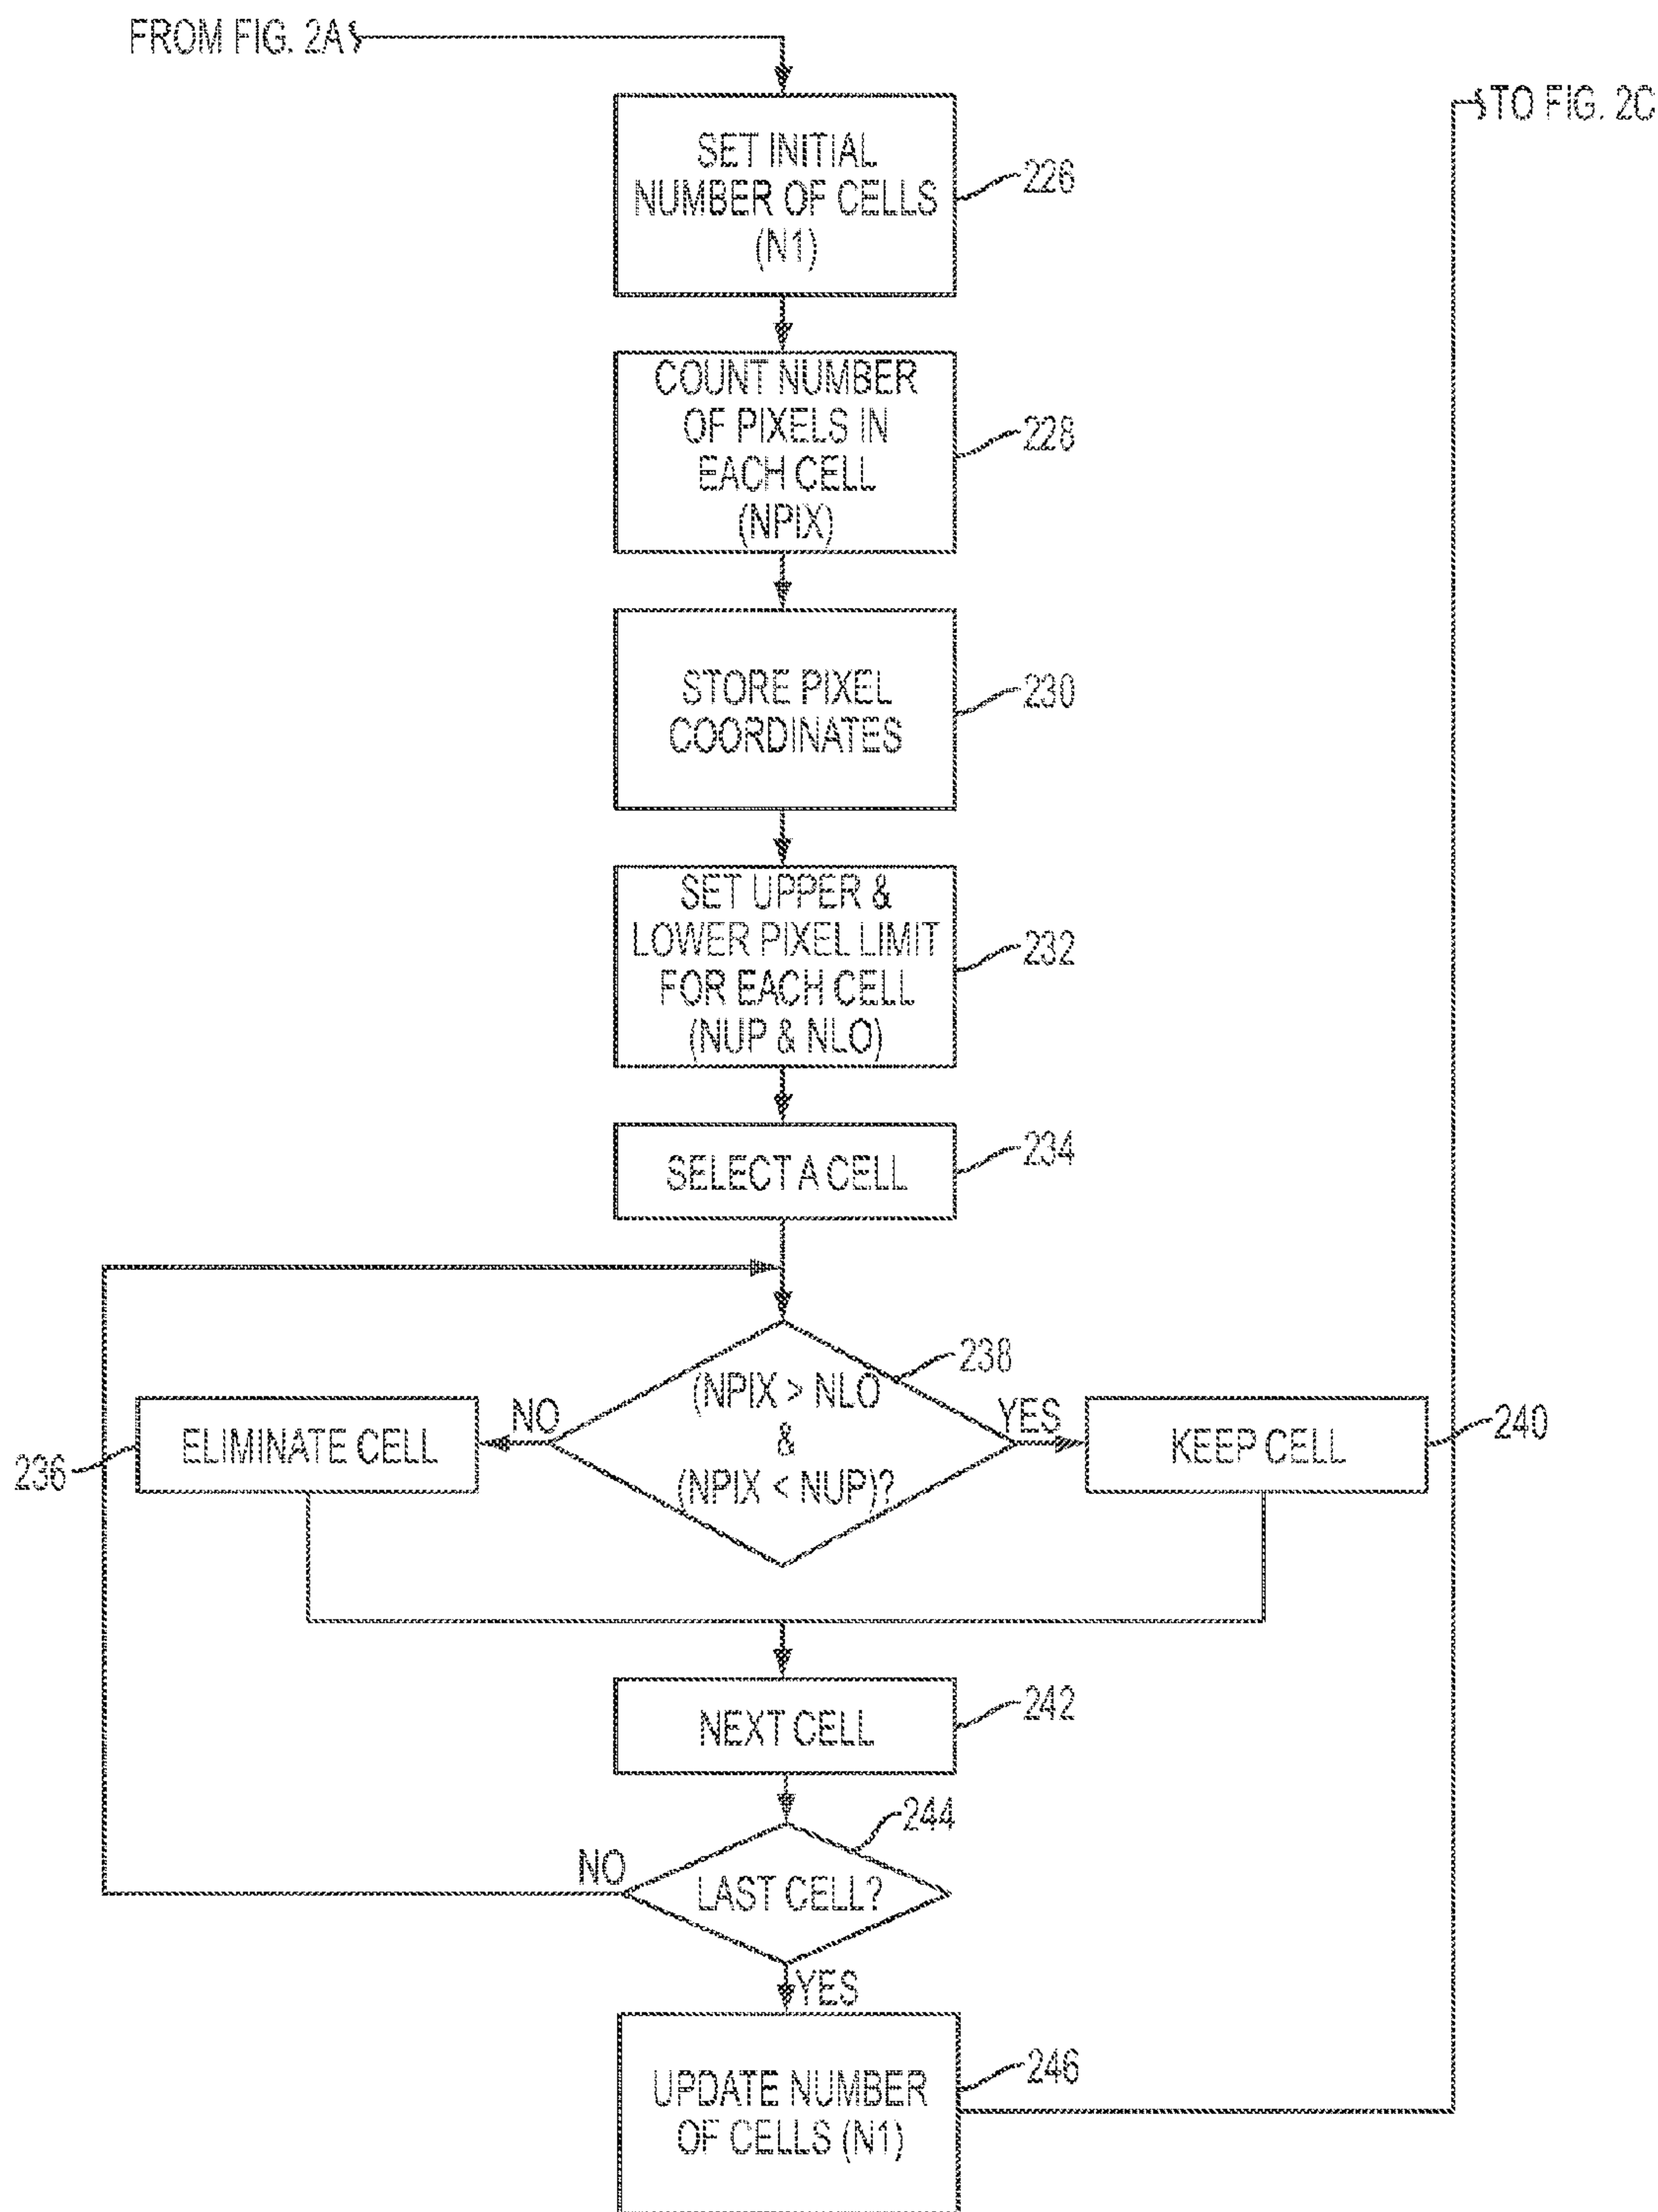 FROM FIG. 2A
TO FIG. 2C
SET INITIAL
NUMBER OF CELLS
(N1)
226
COUNT NUMBER
OF PIXELS IN
EACH CELL
(NPIX)
228
STORE PIXEL
COORDINATES
230
SET UPPER &
LOWER PIXEL LIMIT
FOR EACH CELL
(NUP & NLO)
232
SELECT A CELL
234
238
(NPIX > NLO
&
(NPIX < NUP)?
NO
YES
ELIMINATE CELL
236
KEEP CELL
240
NEXT CELL
242
244
LAST CELL?
NO
YES
UPDATE NUMBER
OF CELLS (N1)
246